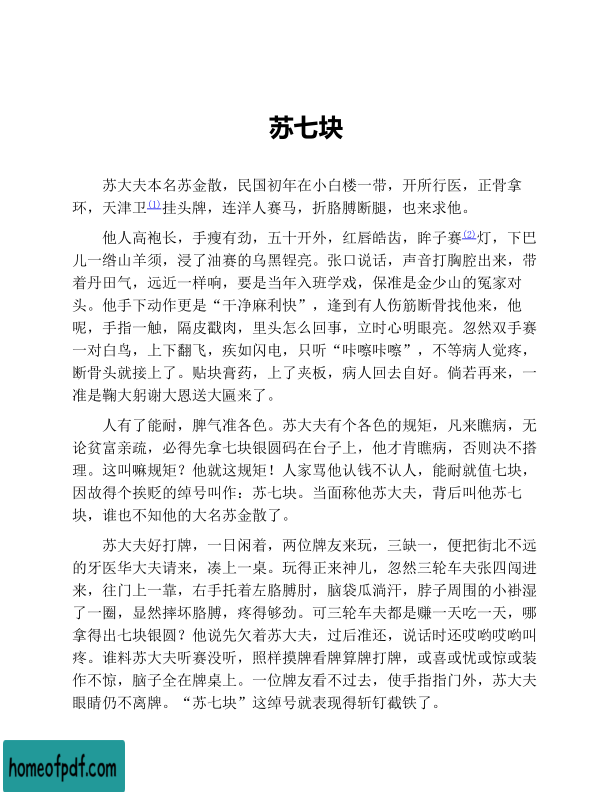 苏七块
苏大夫本名苏金散，民国初年在小白楼一带，开所行医，正骨拿
环，天津卫(1)挂头牌，连洋人赛马，折胳膊断腿，也来求他。
他人高袍长，手瘦有劲，五十开外，红唇皓齿，眸子赛(2)灯，下巴
儿一绺山羊须，浸了油赛的乌黑锃亮。张口说话，声音打胸腔出来，带
着丹田气，远近一样响，要是当年入班学戏，保准是金少山的冤家对
头。他手下动作更是“干净麻利快”，逢到有人伤筋断骨找他来，他
呢，手指一触，隔皮戳肉，里头怎么回事，立时心明眼亮。忽然双手赛
一对白鸟，上下翻飞，疾如闪电，只听“咔嚓咔嚓”，不等病人觉疼，
断骨头就接上了。贴块膏药，上了夹板，病人回去自好。倘若再来，一
准是鞠大躬谢大恩送大匾来了。
人有了能耐，脾气准各色。苏大夫有个各色的规矩，凡来瞧病，无
论贫富亲疏，必得先拿七块银圆码在台子上，他才肯瞧病，否则决不搭
理。这叫嘛规矩？他就这规矩！人家骂他认钱不认人，能耐就值七块，
因故得个挨贬的绰号叫作：苏七块。当面称他苏大夫，背后叫他苏七
块，谁也不知他的大名苏金散了。
苏大夫好打牌，一日闲着，两位牌友来玩，三缺一，便把街北不远
的牙医华大夫请来，凑上一桌。玩得正来神儿，忽然三轮车夫张四闯进
来，往门上一靠，右手托着左胳膊肘，脑袋瓜淌汗，脖子周围的小褂湿
了一圈，显然摔坏胳膊，疼得够劲。可三轮车夫都是赚一天吃一天，哪
拿得出七块银圆？他说先欠着苏大夫，过后准还，说话时还哎哟哎哟叫
疼。谁料苏大夫听赛没听，照样摸牌看牌算牌打牌，或喜或忧或惊或装
作不惊，脑子全在牌桌上。一位牌友看不过去，使手指指门外，苏大夫
眼睛仍不离牌。“苏七块”这绰号就表现得斩钉截铁了。
homeofpdf.com